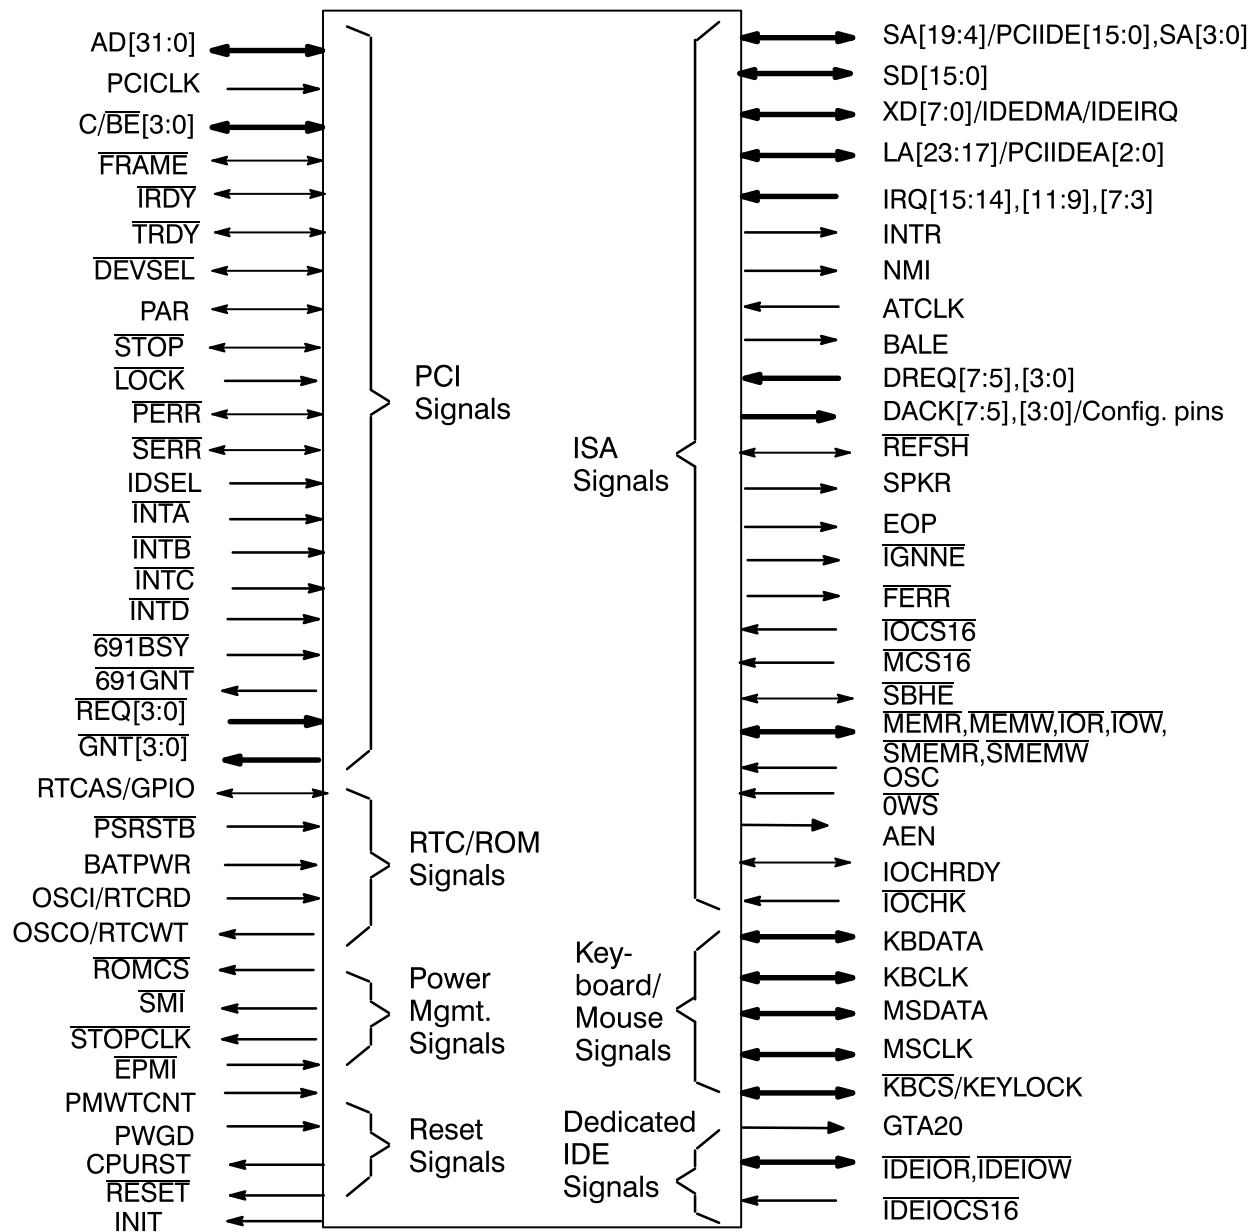 AD[31:0]
PCICLK
C/BE[3:0]
FRAME
IRDY
TRDY
DEVSEL
PAR
STOP
LOCK
PERR
SERR
IDSEL
INTA
INTB
INTC
INTD
691BSY
691GNT
REQ[3:0]
GNT[3:0]
RTCAS/GPIO
PSRSTB
BATPWR
OSCI/RTCRD
OSCO/RTCWT
ROMCS
SMI
STOPCLK
EPMI
PMWTCNT
PWGD
CPURST
RESET
INIT
PCI
Signals
RTC/ROM
Signals
Power
Mgmt.
Signals
Reset
Signals
ISA
Signals
Key-
board/
Mouse
Signals
Dedicated
IDE
Signals
SA[19:4]/PCIIDE[15:0],SA[3:0]
SD[15:0]
XD[7:0]/IDEDMA/IDEIRQ
LA[23:17]/PCIIDEA[2:0]
IRQ[15:14],[11:9],[7:3]
INTR
NMI
ATCLK
BALE
DREQ[7:5],[3:0]
DACK[7:5],[3:0]/Config. pins
REFSH
SPKR
EOP
IGNNE
FERR
IOCS16
MCS16
SBHE
MEMR,MEMW,IOR,IOW,
SMEMR,SMEMW
OSC
0WS
AEN
IOCHRDY
IOCHK
KBDATA
KBCLK
MSDATA
MSCLK
KBCS/KEYLOCK
GTA20
IDEIOR,IDEIOW
IDEIOCS16